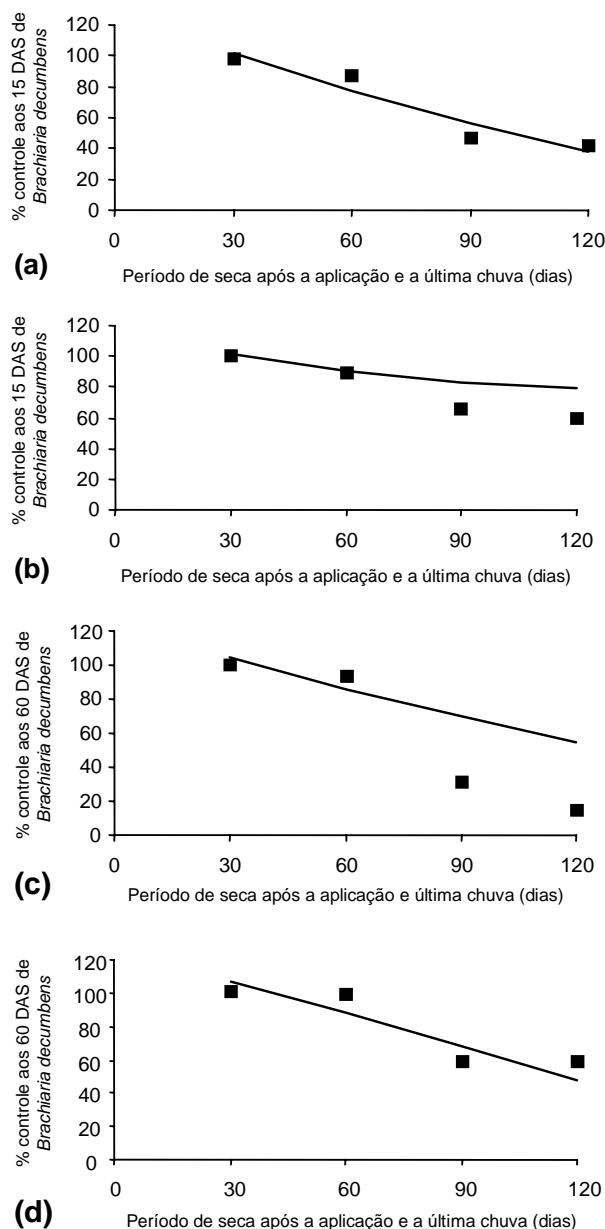 % controle aos 15 DAS de
Brachiaria decumbens
120
100
80
60
40
20
0
0 30 60 90 120
(a)
Período de seca após a aplicação e a última chuva (dias)
% controle aos 15 DAS de
Brachiaria decumbens
120
100
80
60
40
20
0
0 30 60 90 120
(b)
Período de seca após a aplicação e a última chuva (dias)
% controle aos 60 DAS de
Brachiaria decumbens
120
100
80
60
40
20
0
0 30 60 90 120
(c)
Período de seca após a aplicação e última chuva (dias)
% controle aos 60 DAS de
Brachiaria decumbens
120
100
80
60
40
20
0
0 30 60 90 120
(d)
Período de seca após a aplicação e a última chuva (dias)